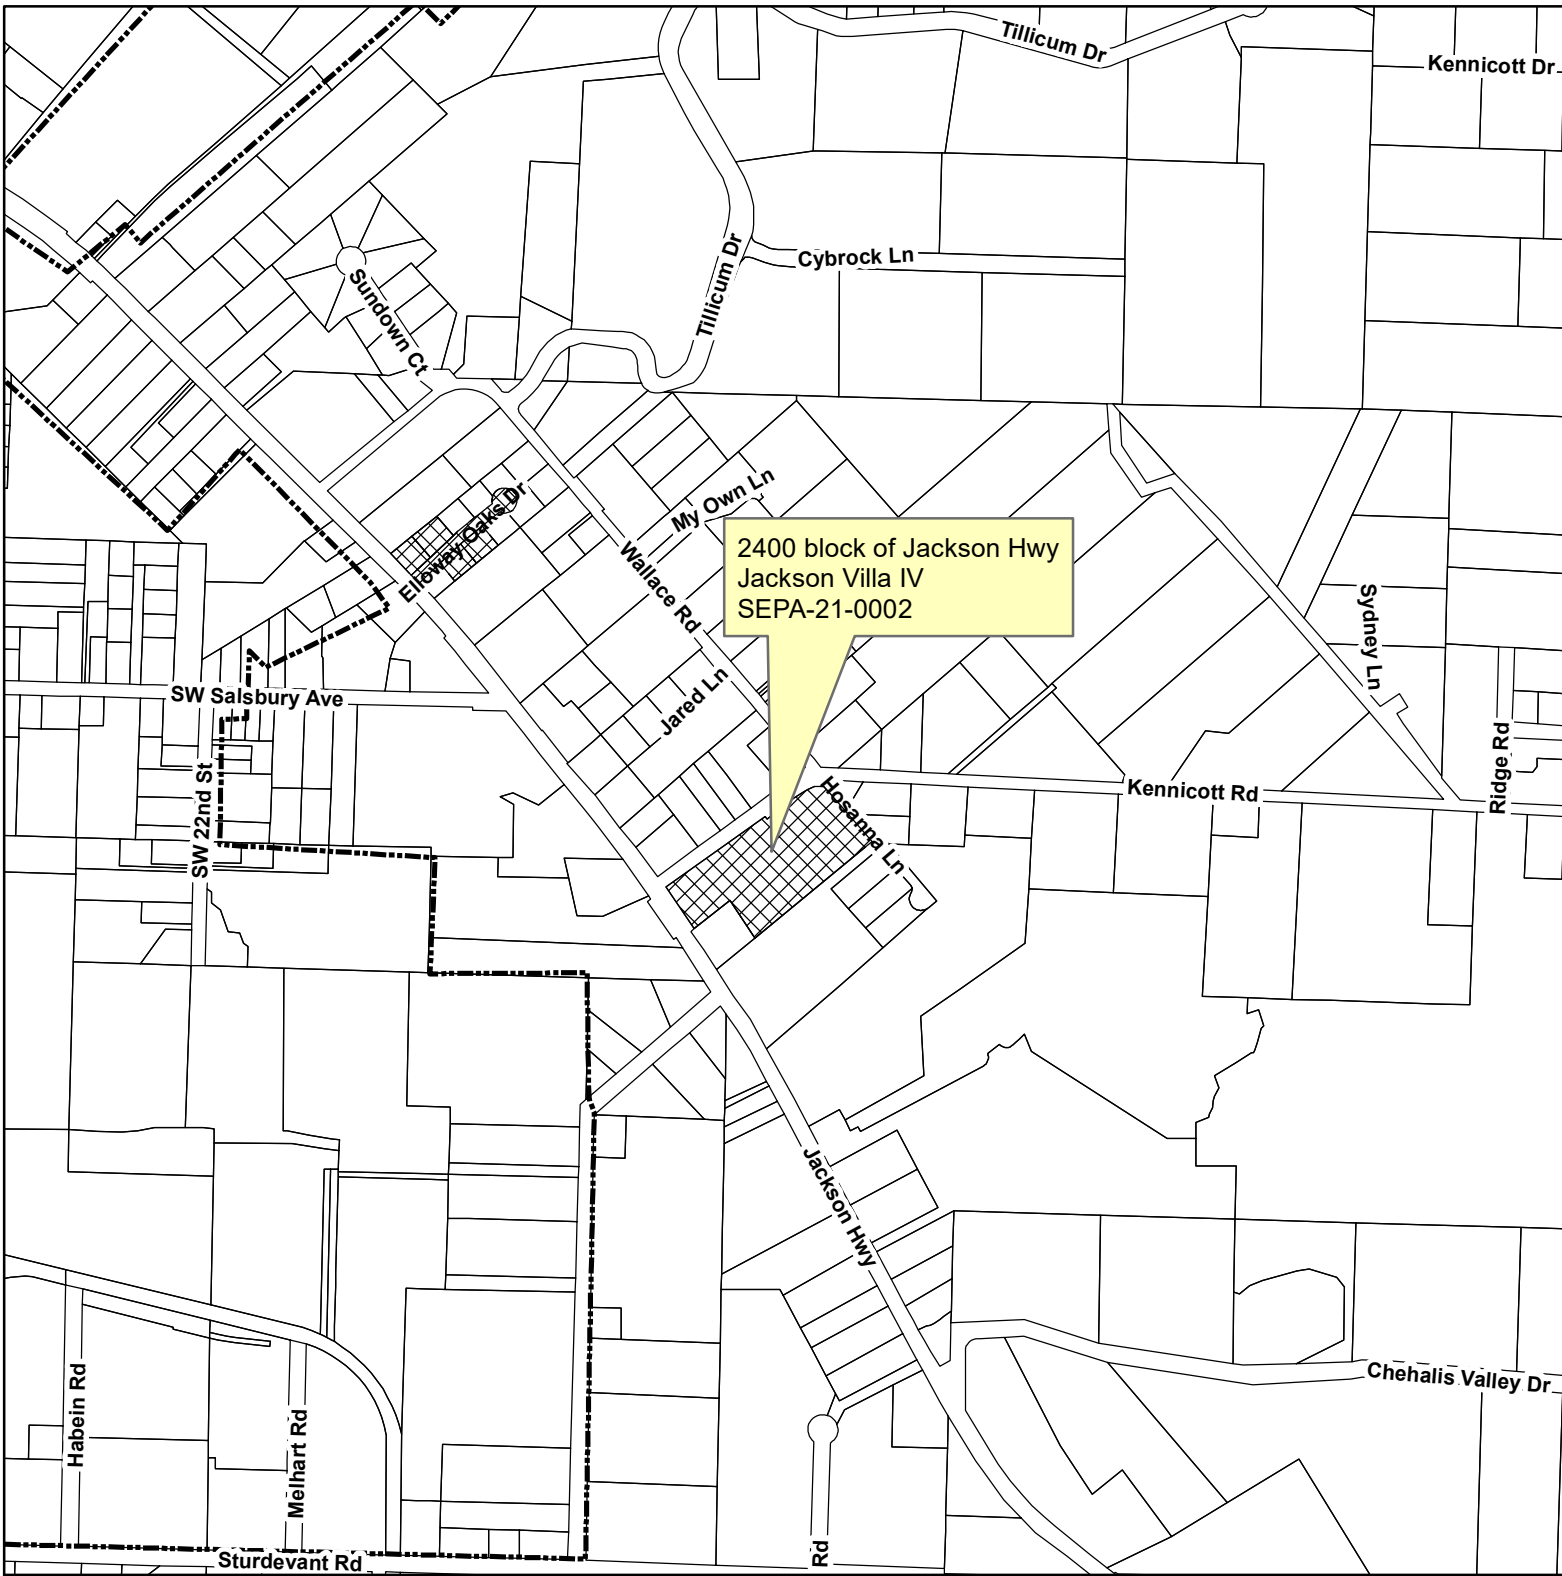 Tillicum Dr
Kennicott Dr
Tillicum Dr
Cybrock Ln
Sundown Ct
My Own Ln
Elloway Oaks Dr
Wallace Rd
2400 block of Jackson Hwy
Jackson Villa IV
SEPA-21-0002
Sydney Ln
SW Salsbury Ave
Jared Ln
SW 22nd St
Ridge Rd
Kennicott Rd
Hosanna Ln
Jackson Hwy
Chehalis Valley Dr
Habein Rd
Melhart Rd
Rd
Sturdevant Rd